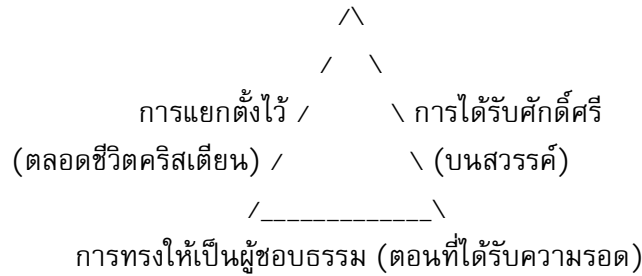 /\
/ \
การแยกตั้งไว้ / \ การได้รับศักดิ์ศรี
(ตลอดชีวิตคริสเตียน) / \ (บนสวรรค์)
/_____________\
การทรงให้เป็นผู้ชอบธรรม (ตอนที่ได้รับความรอด)